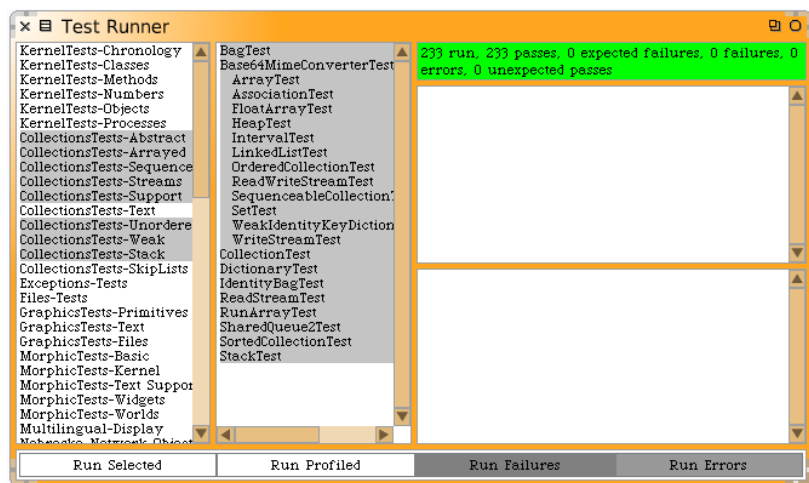 Test Runner
KernelTests-Chronology
KernelTests-Classes
KernelTests-Methods
KernelTests-Numbers
KernelTests-Objects
KernelTests-Processes
CollectionsTests-Abstract
CollectionsTests-Arrayed
CollectionsTests-Sequence
CollectionsTests-Streams
CollectionsTests-Support
CollectionsTests-Text
CollectionsTests-Unordere
CollectionsTests-Weak
CollectionsTests-Stack
CollectionsTests-SkipLists
Exceptions-Tests
Files-Tests
GraphicsTests-Primitives
GraphicsTests-Text
GraphicsTests-Files
MorphicTests-Basic
MorphicTests-Kernel
MorphicTests-Text Suppor
MorphicTests-Widgets
MorphicTests-Worlds
Multilingual-Display
BagTest
Base64MimeConverterTest
ArrayTest
AssociationTest
FloatArrayTest
HeapTest
IntervalTest
LinkedListTest
OrderedCollectionTest
ReadWriteStreamTest
SequenceableCollection
SetTest
WeakIdentityKeyDiction
WriteStreamTest
CollectionTest
DictionaryTest
IdentityBagTest
ReadStreamTest
RunArrayTest
SharedQueue2Test
SortedCollectionTest
StackTest
233 run, 233 passes, 0 expected failures, 0 failures, 0
errors, 0 unexpected passes
Run Selected
Run Profiled
Run Failures
Run Errors